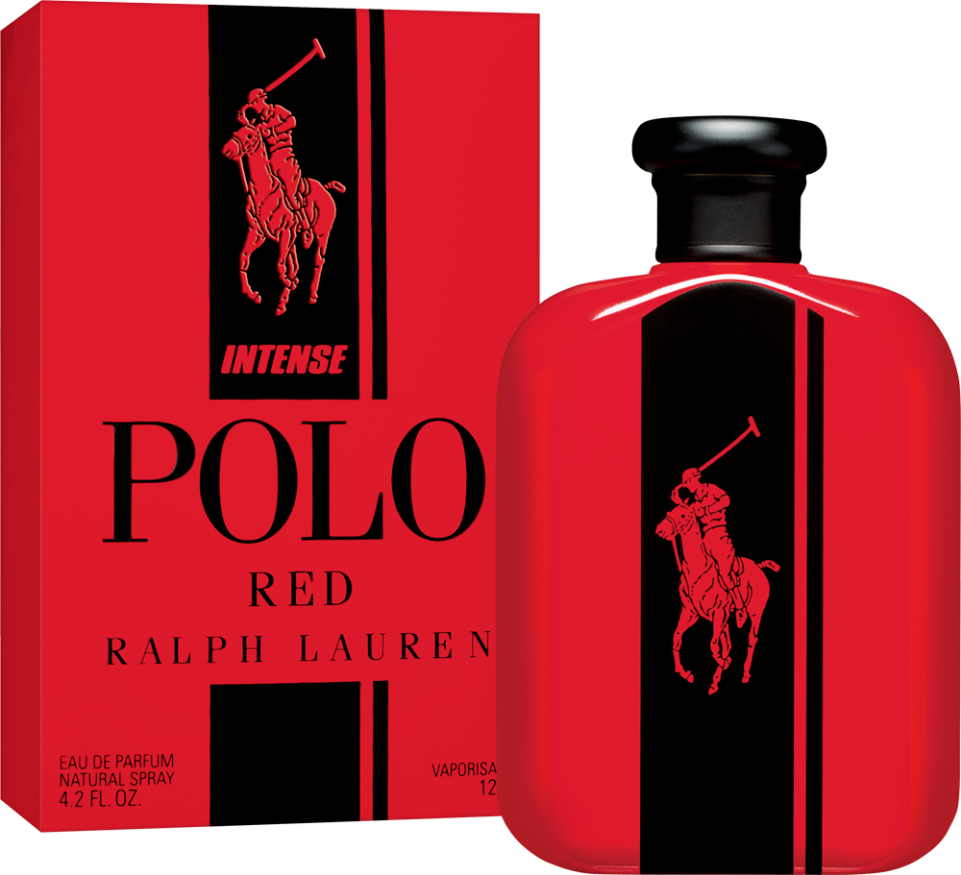 INTENSE
POLO
RED
RALPH LAUREN
EAU DE PARFUM
NATURAL SPRAY
4.2 FL. OZ.